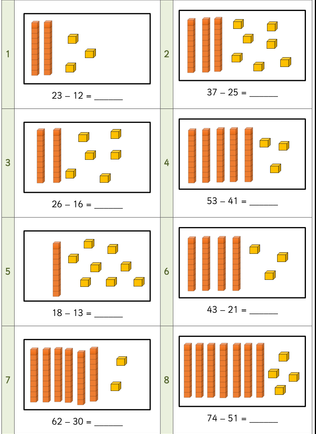 1
23 – 12 = ______
2
37 – 25 = ______
3
26 – 16 = ______
4
53 – 41 = ______
5
18 – 13 = ______
6
43 – 21 = ______
7
62 – 30 = ______
8
74 – 51 = ______